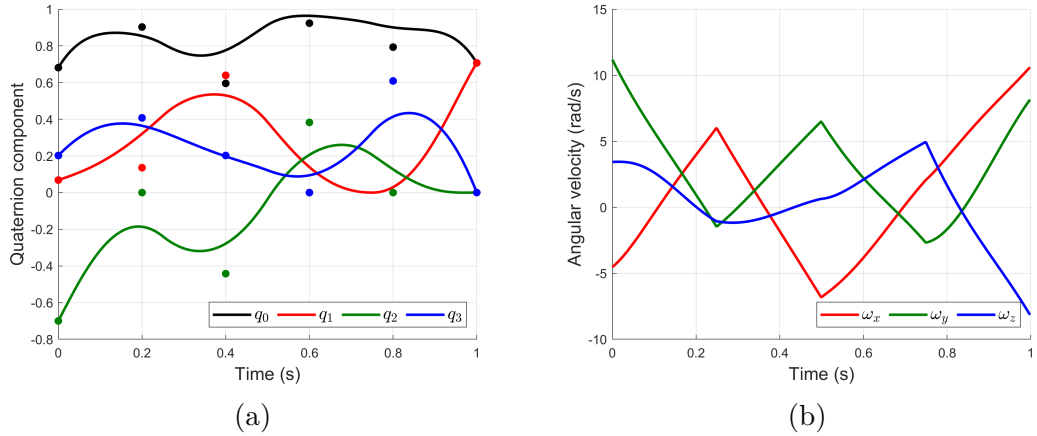 1
0.8
0.6
0.4
0.2
0
-0.2
-0.4
-0.6
-0.8
Quaternion component
0 0.2 0.4 0.6 0.8 1
Time (s)
q₀ q₁ q₂ q₃
(a)
15
10
5
0
-5
-10
Angular velocity (rad/s)
0 0.2 0.4 0.6 0.8 1
Time (s)
ωₓ ω_y ω_z
(b)